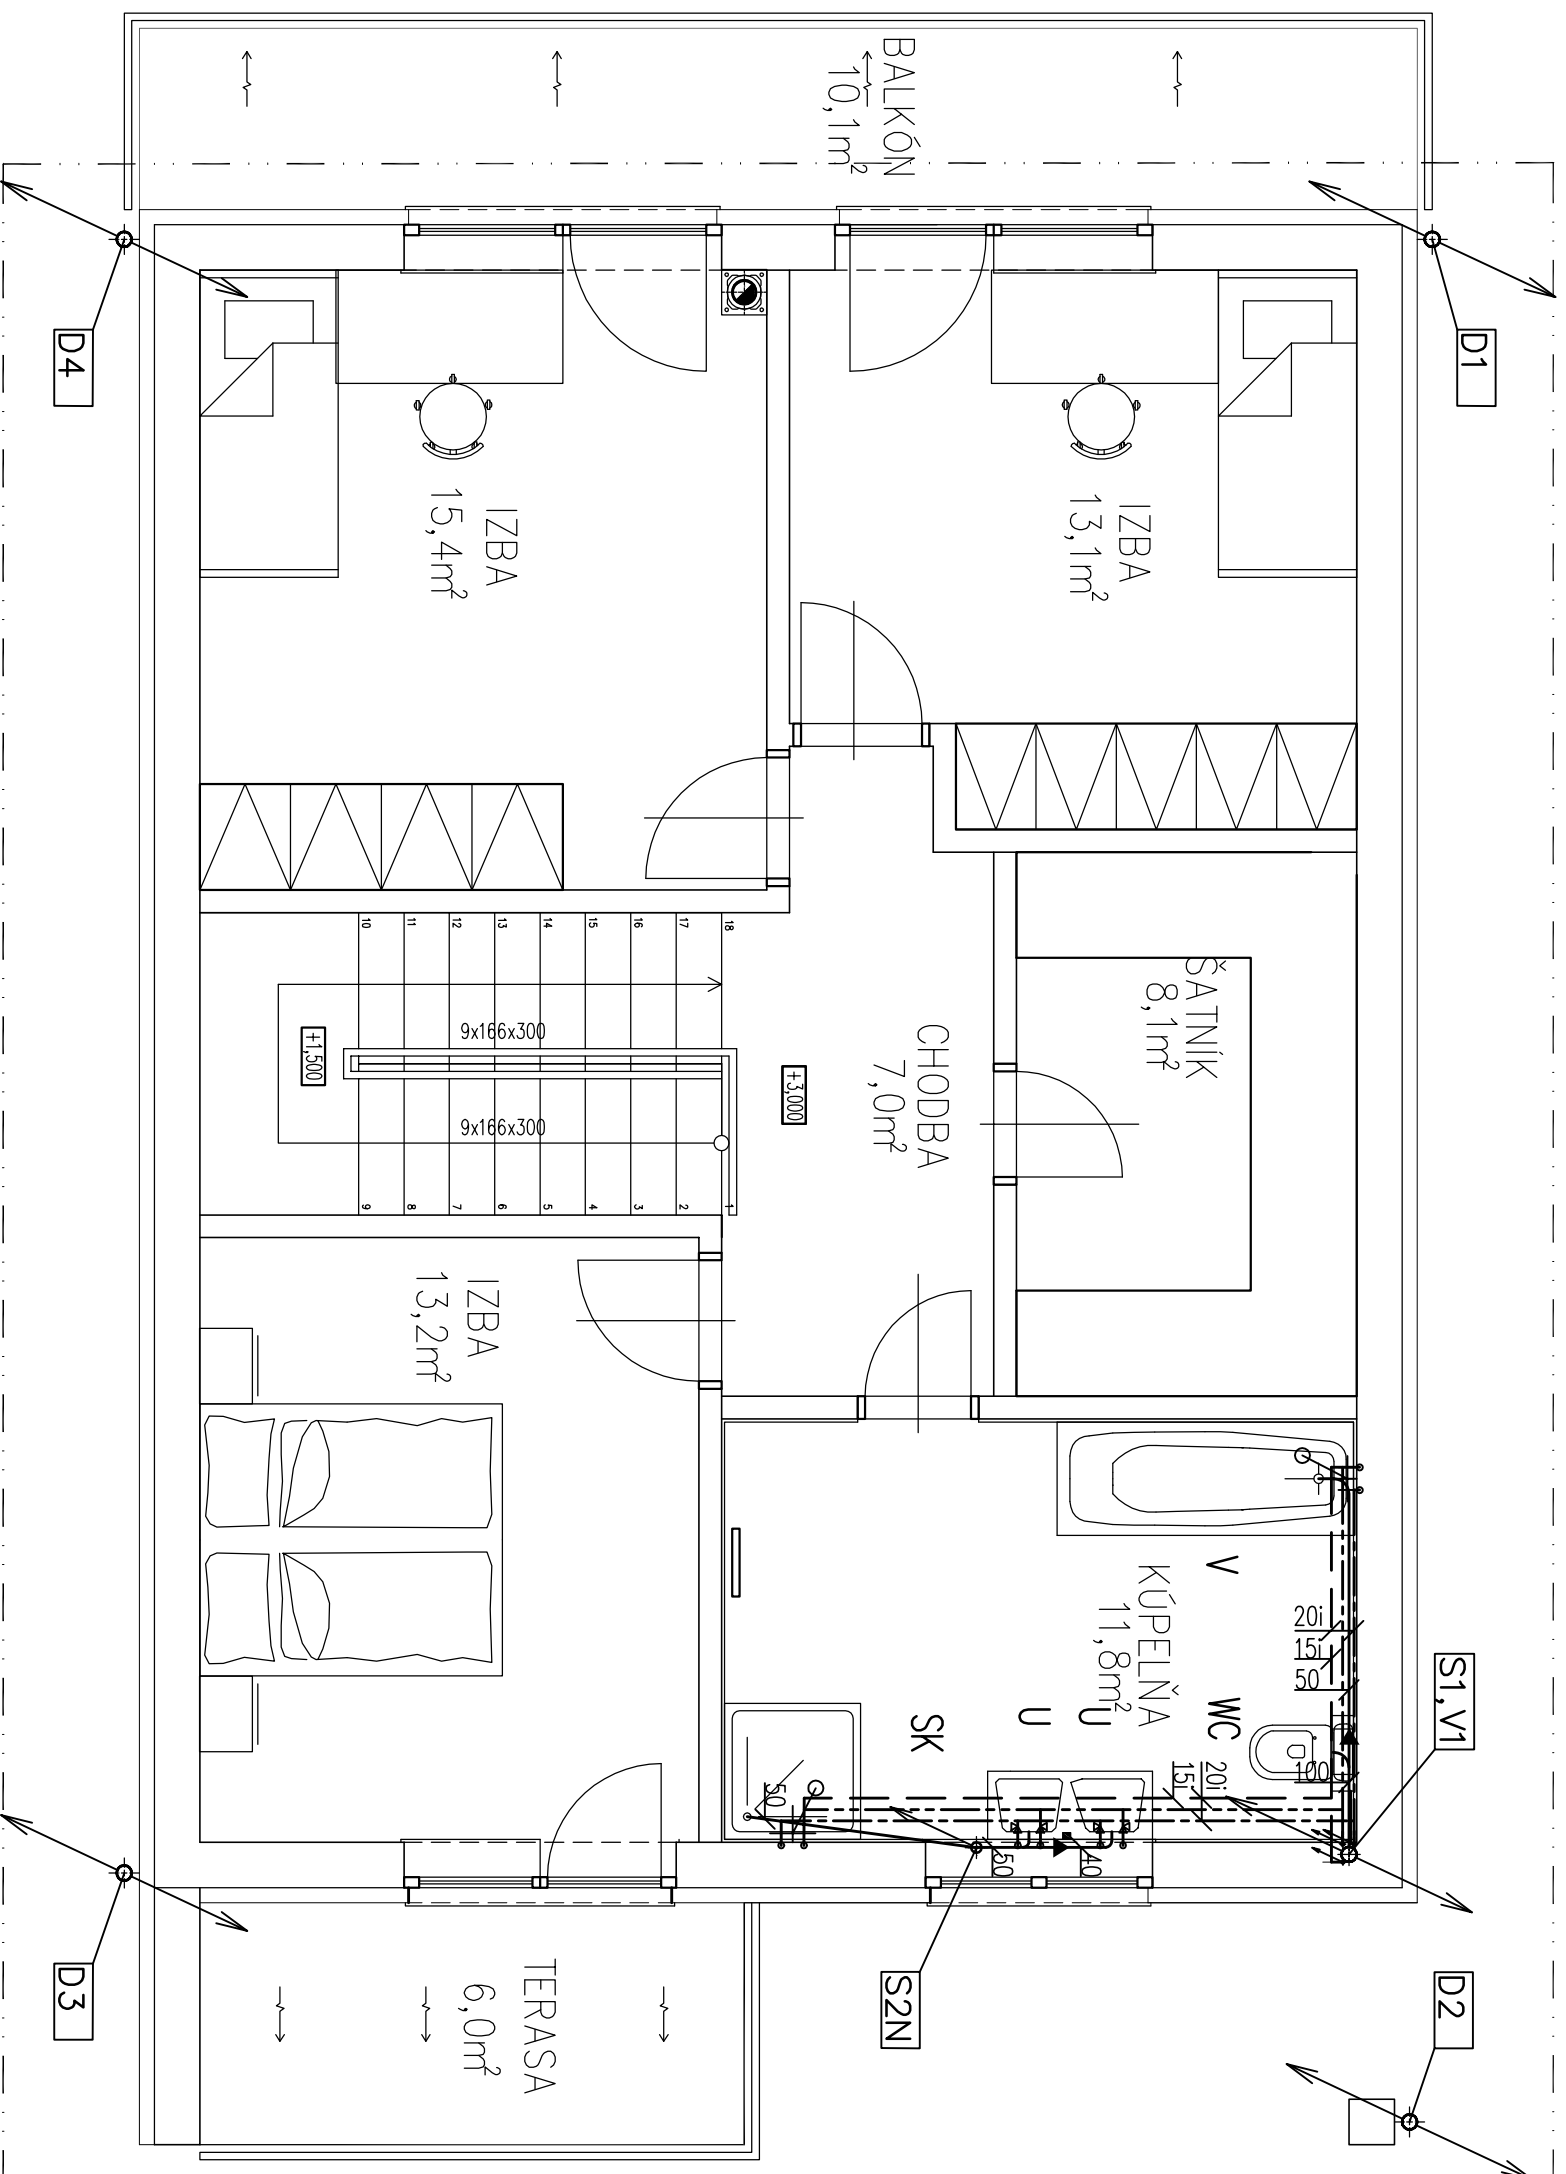 BALKÓN
10,1m²
D4
D1
IZBA
15,4m²
IZBA
13,1m²
10
11
12
13
14
15
16
17
18
9x166x300
+1,500
9x166x300
+3,000
CHODBA
7,0m²
ŠATNÍK
8,1m²
9
8
7
6
5
4
3
2
1
IZBA
13,2m²
V
KÚPELŇA
11,8m²
20i
15i
50
S1,V1
WC
U
U
SK
100
20i
15i
50
50
40
D3
TERASA
6,0m²
S2N
D2